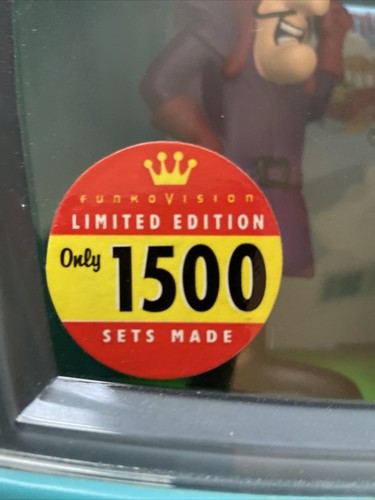 FunkoVision
LIMITED EDITION
Only 1500
SETS MADE